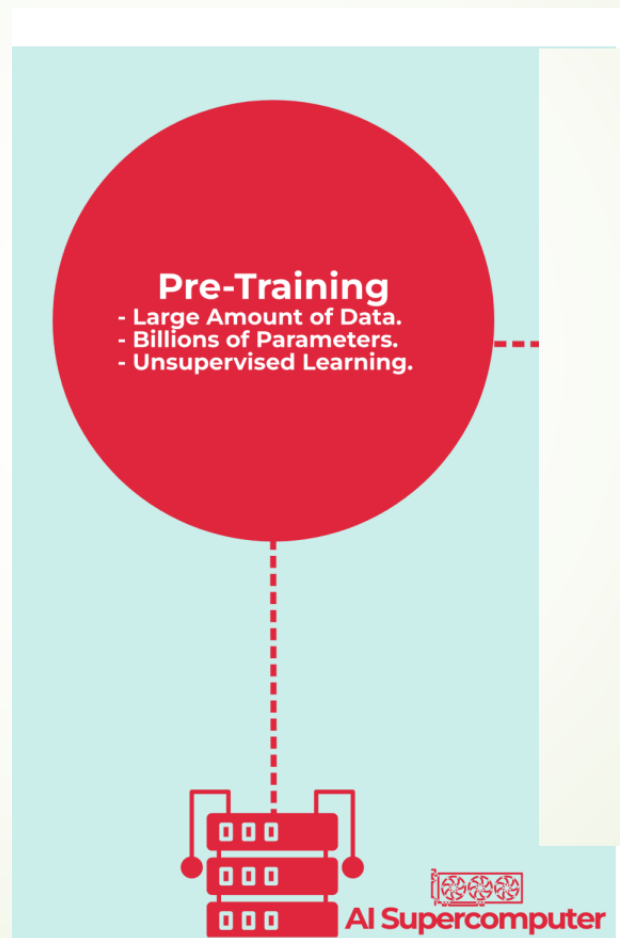 Pre-Training
- Large Amount of Data.
- Billions of Parameters.
- Unsupervised Learning.
AI Supercomputer